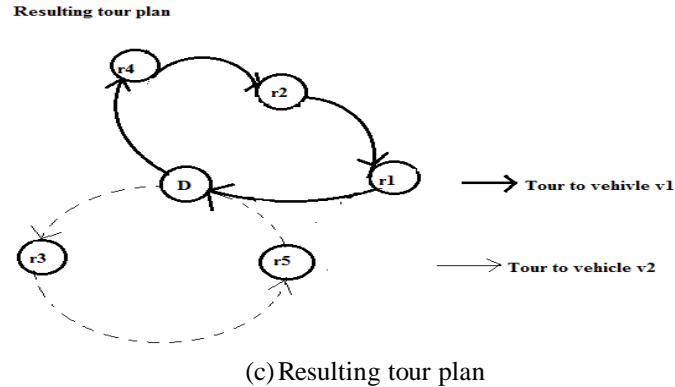 Resulting tour plan
r4
r2
D
r1
Tour to vehivle v1
r3
r5
Tour to vehicle v2
(c) Resulting tour plan